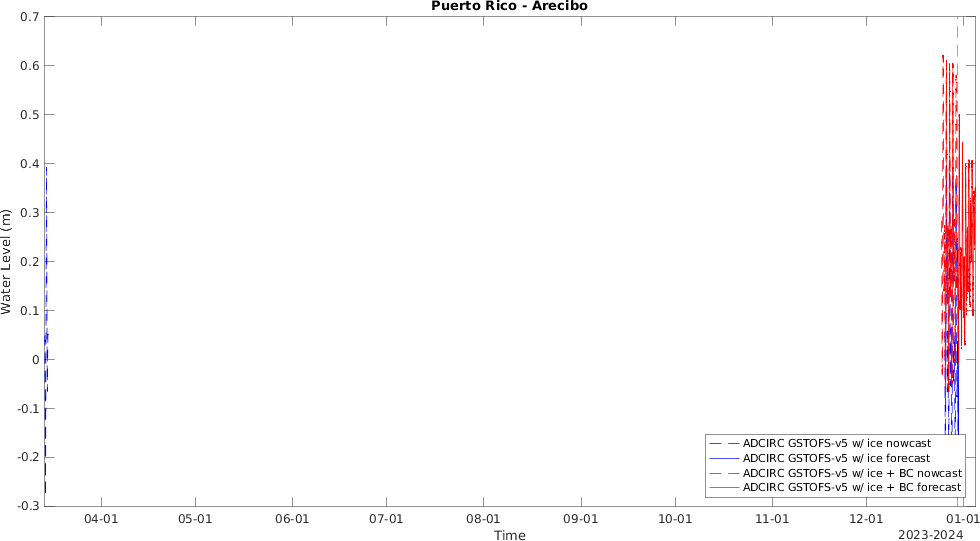 Puerto Rico - Arecibo
0.7
0.6
0.5
0.4
0.3
0.2
0.1
0
-0.1
-0.2
-0.3
Water Level (m)
04-01 05-01 06-01 07-01 08-01 09-01 10-01 11-01 12-01 01-01
Time
2023-2024
ADCIRC GSTOFS-v5 w/ ice nowcast
ADCIRC GSTOFS-v5 w/ ice forecast
ADCIRC GSTOFS-v5 w/ ice + BC nowcast
ADCIRC GSTOFS-v5 w/ ice + BC forecast